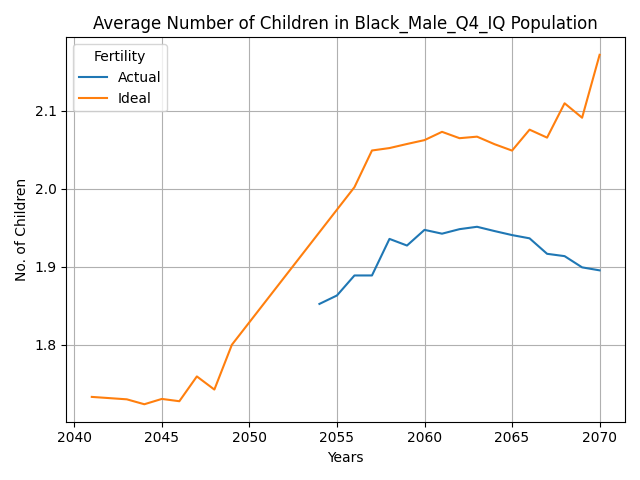 Average Number of Children in Black_Male_Q4_IQ Population
Fertility
Actual
Ideal
No. of Children
2.1
2.0
1.9
1.8
2040 2045 2050 2055 2060 2065 2070
Years